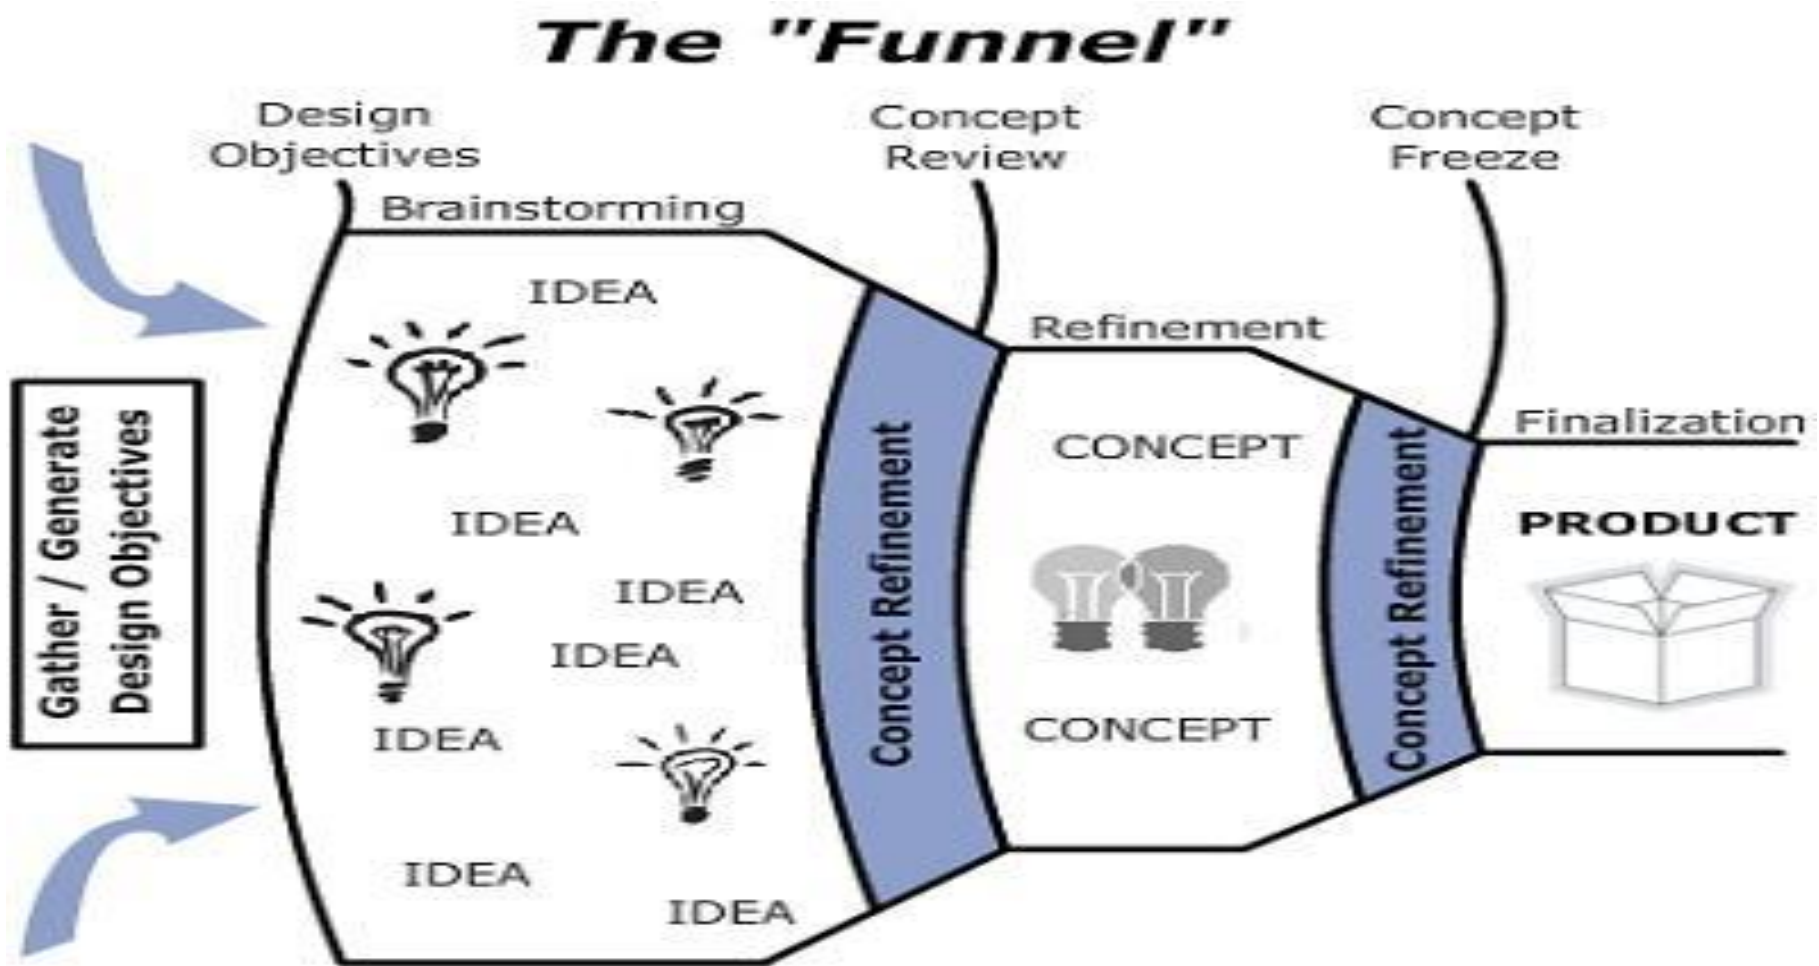 The "Funnel"
Design
Objectives
Concept
Review
Concept
Freeze
Brainstorming
Refinement
Finalization
Gather / Generate
Design Objectives
IDEA
IDEA
IDEA
IDEA
IDEA
IDEA
IDEA
Concept Refinement
CONCEPT
CONCEPT
Concept Refinement
PRODUCT